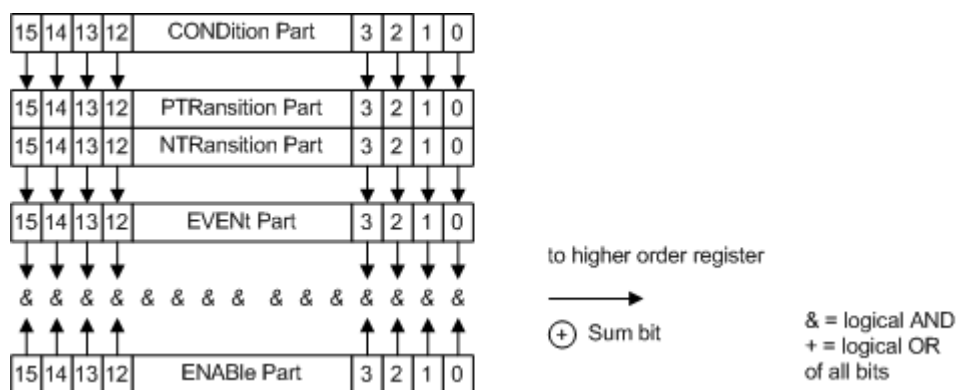 15 14 13 12 CONDition Part 3 2 1 0
15 14 13 12 PTRansition Part 3 2 1 0
15 14 13 12 NTRansition Part 3 2 1 0
15 14 13 12 EVENt Part 3 2 1 0
to higher order register
& & & & & & & & & & & & & & &
+ Sum bit
& = logical AND
+ = logical OR
of all bits
15 14 13 12 ENABle Part 3 2 1 0